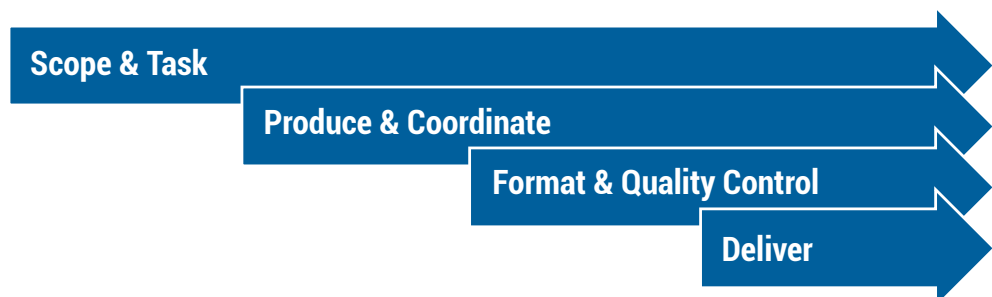 Scope & Task
Produce & Coordinate
Format & Quality Control
Deliver